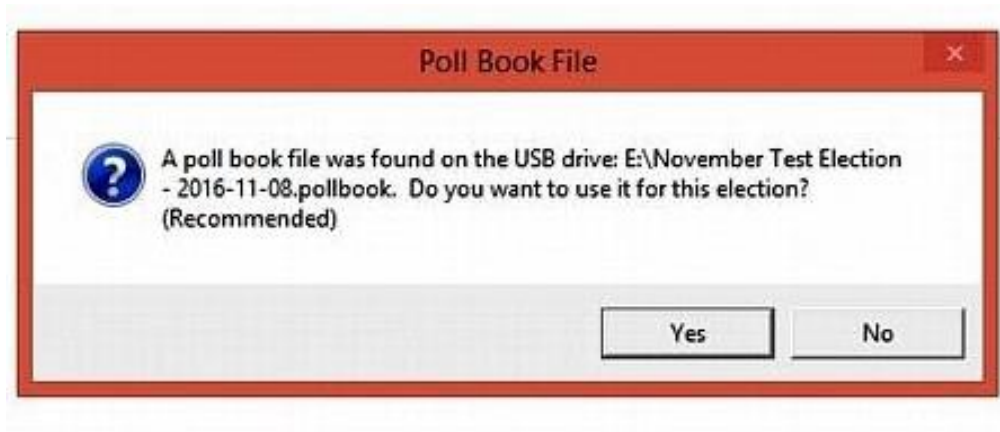 Poll Book File
A poll book file was found on the USB drive: E:\November Test Election
- 2016-11-08.pollbook.  Do you want to use it for this election?
(Recommended)
Yes
No